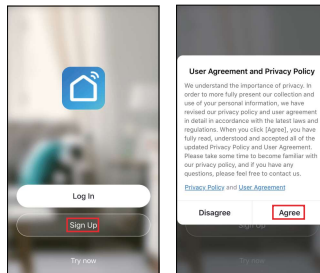 Log In
Sign Up
Try now
User Agreement and Privacy Policy
We understand the importance of privacy. In
order to more fully present our collection and
use of your personal information, we have
revised our privacy policy and user agreement
in detail in accordance with the latest laws and
regulations. When you click [Agree], you have
fully read, understood and accepted all of the
updated Privacy Policy and User Agreement.
Please take some time to become familiar with
our privacy policy, and if you have any
questions, please feel free to contact us.
Privacy Policy and User Agreement
Disagree Agree
Sign Up
Try now